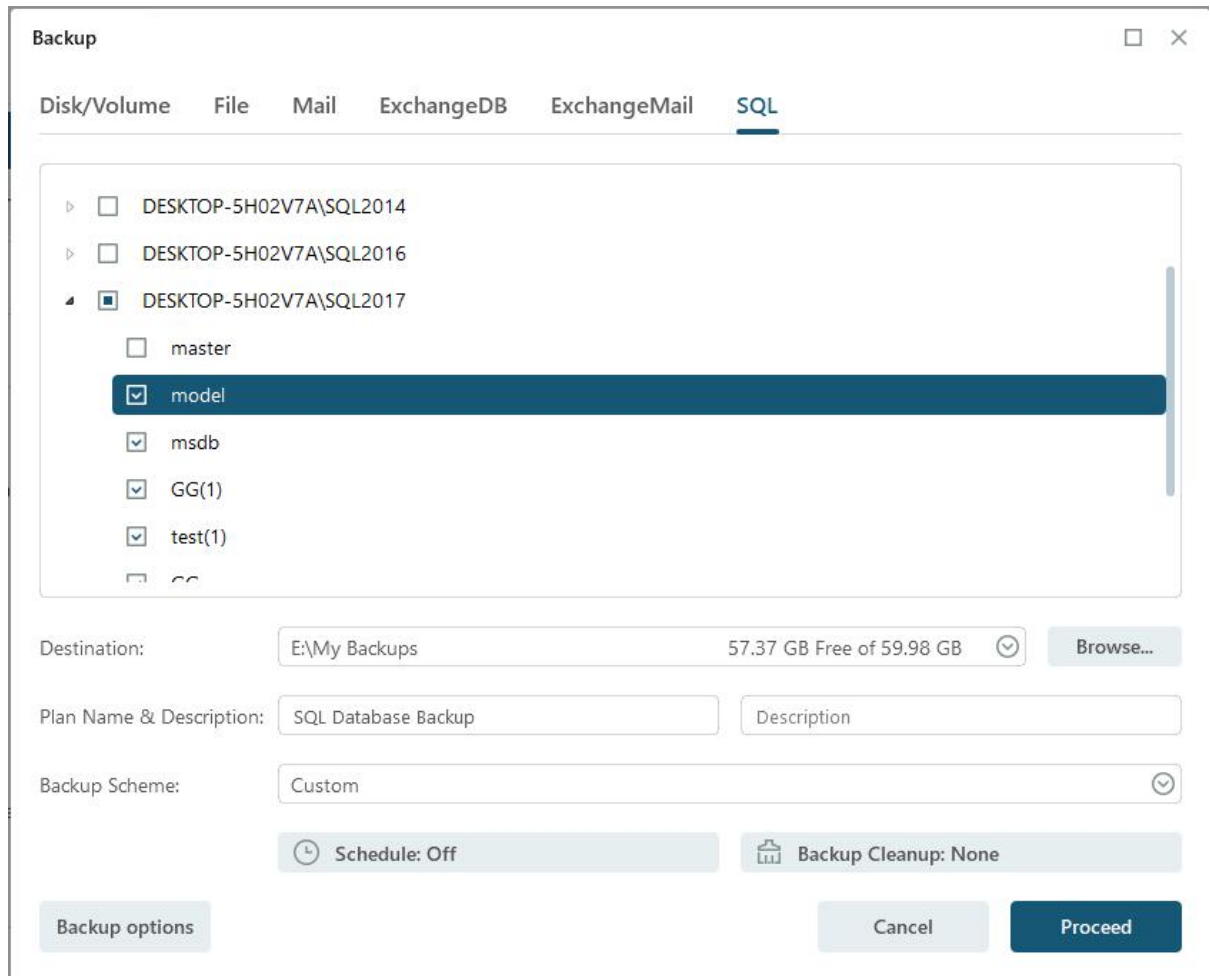 Backup
Disk/Volume File Mail ExchangeDB ExchangeMail SQL
DESKTOP-5H02V7A\SQL2014
DESKTOP-5H02V7A\SQL2016
DESKTOP-5H02V7A\SQL2017
master
model
msdb
GG(1)
test(1)
Destination: E:\My Backups 57.37 GB Free of 59.98 GB Browse...
Plan Name & Description: SQL Database Backup Description
Backup Scheme: Custom
Schedule: Off Backup Cleanup: None
Backup options Cancel Proceed